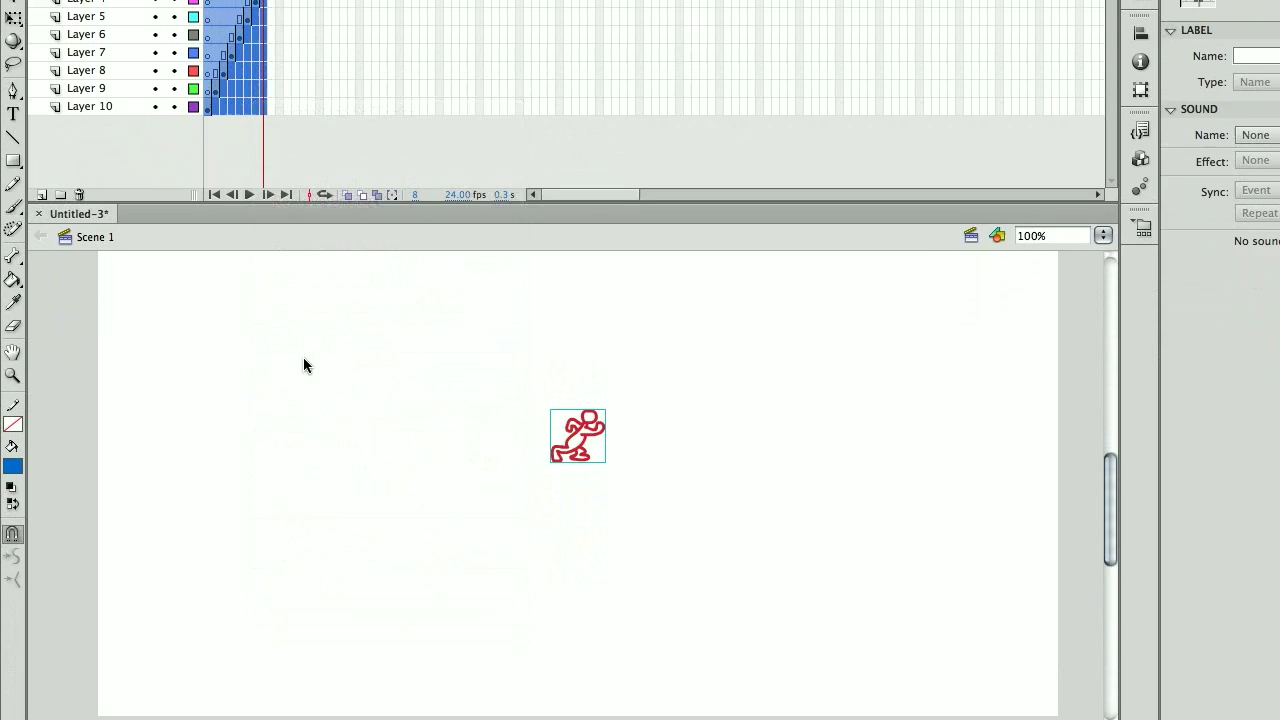 Layer 5
Layer 6
Layer 7
Layer 8
Layer 9
Layer 10
8 24.00 fps 0.3 s
Untitled-3*
Scene 1
100%
LABEL
Name:
Type: Name
SOUND
Name: None
Effect: None
Sync: Event
Repeat
No soun